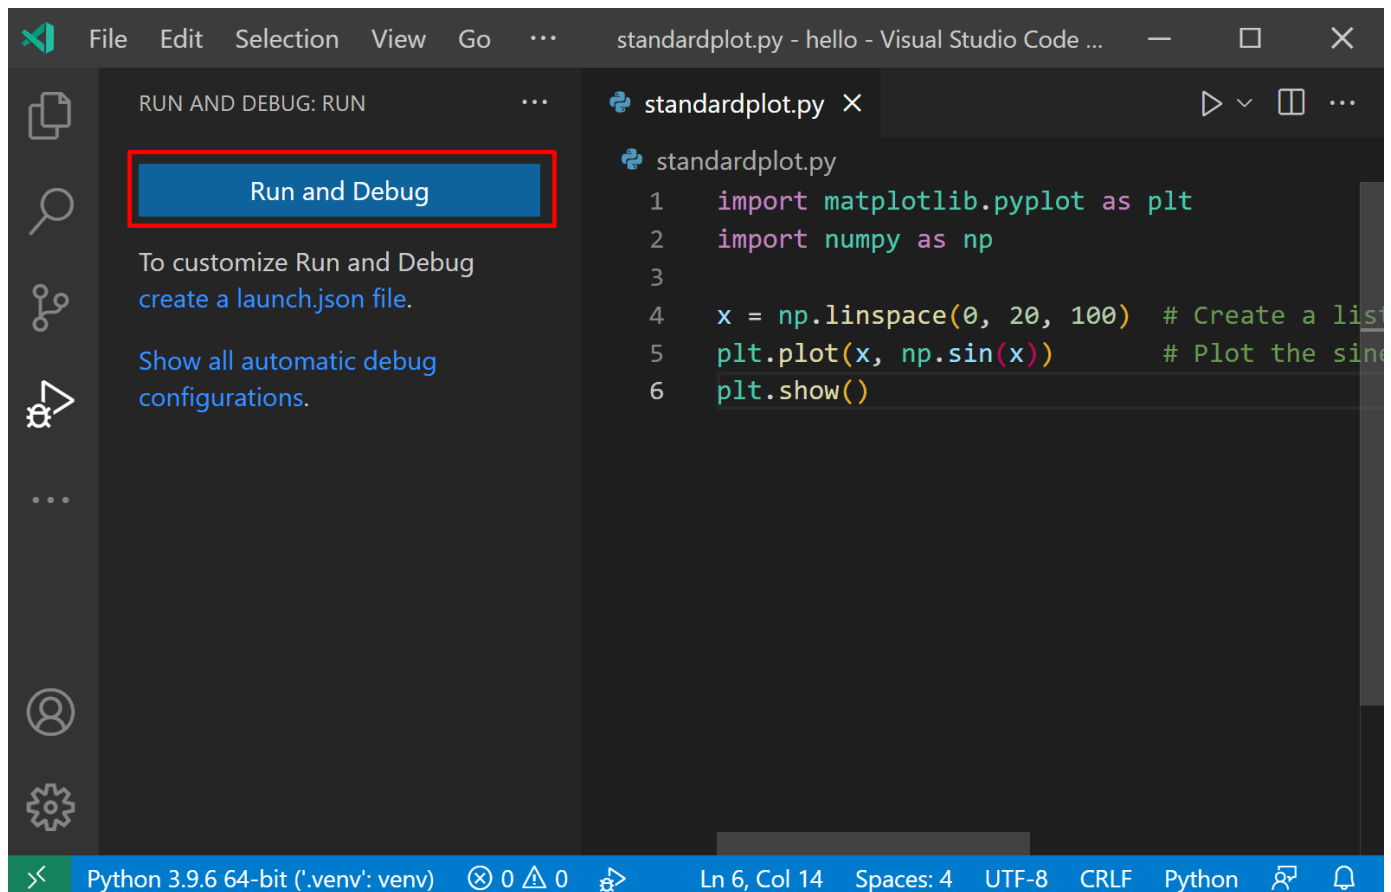 File Edit Selection View Go ··· standardplot.py - hello - Visual Studio Code ...
RUN AND DEBUG: RUN ···
Run and Debug
To customize Run and Debug
create a launch.json file.
Show all automatic debug
configurations.
standardplot.py
standardplot.py
1 import matplotlib.pyplot as plt
2 import numpy as np
3
4 x = np.linspace(0, 20, 100)  # Create a list
5 plt.plot(x, np.sin(x))       # Plot the sine
6 plt.show()
Python 3.9.6 64-bit ('.venv': venv) 0 0 Ln 6, Col 14 Spaces: 4 UTF-8 CRLF Python